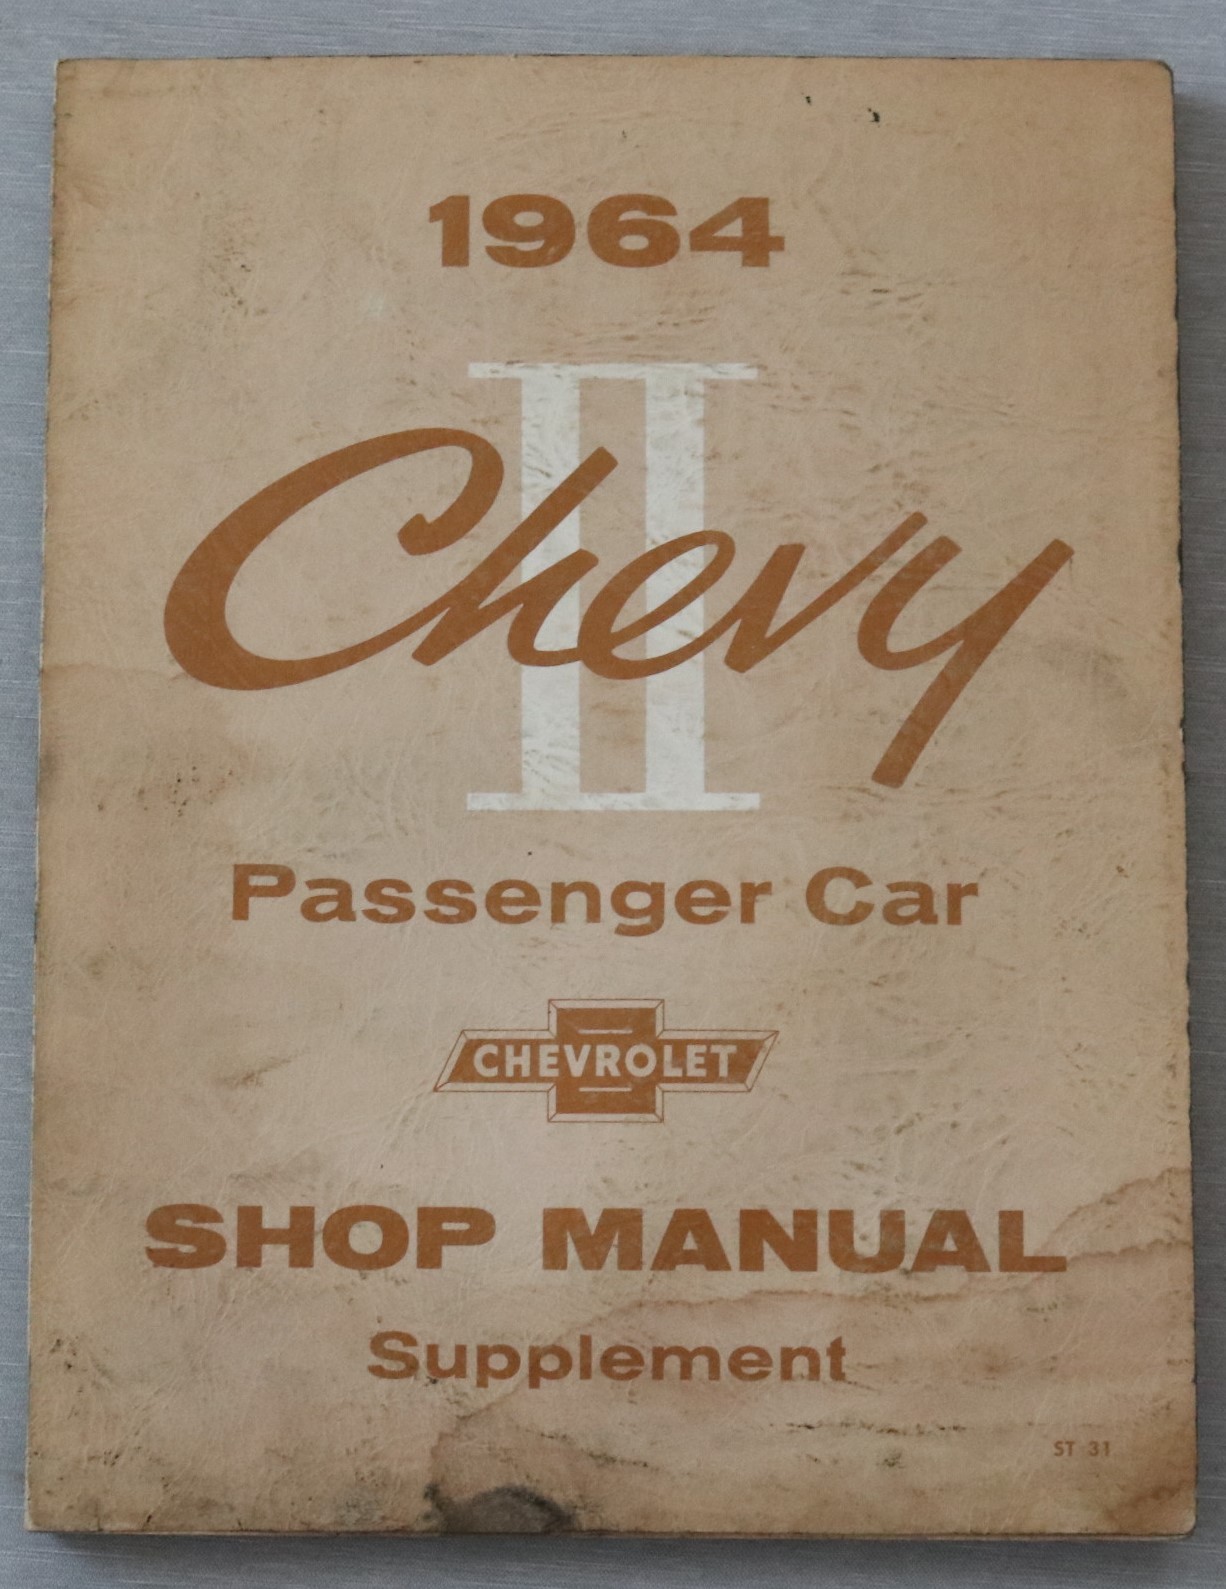 1964
II
Chevy
Passenger Car
CHEVROLET
SHOP MANUAL
Supplement
ST 31